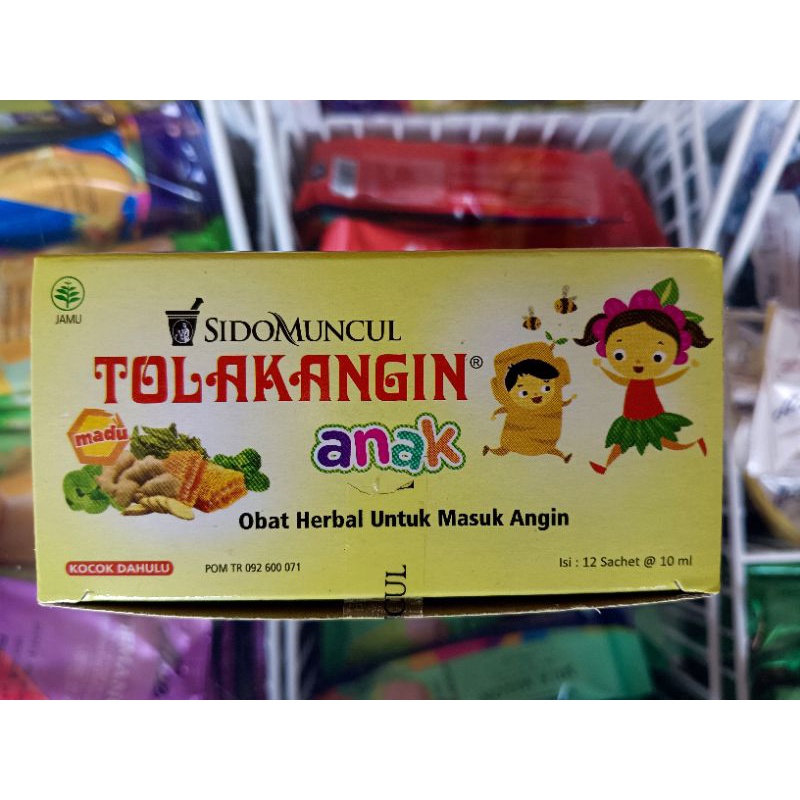 JAMU
SIDOMUNCUL
TOLAKANGIN®
madu
anak
Obat Herbal Untuk Masuk Angin
KOCOK DAHULU
POM TR 092 600 071
Isi : 12 Sachet @ 10 ml
CUL